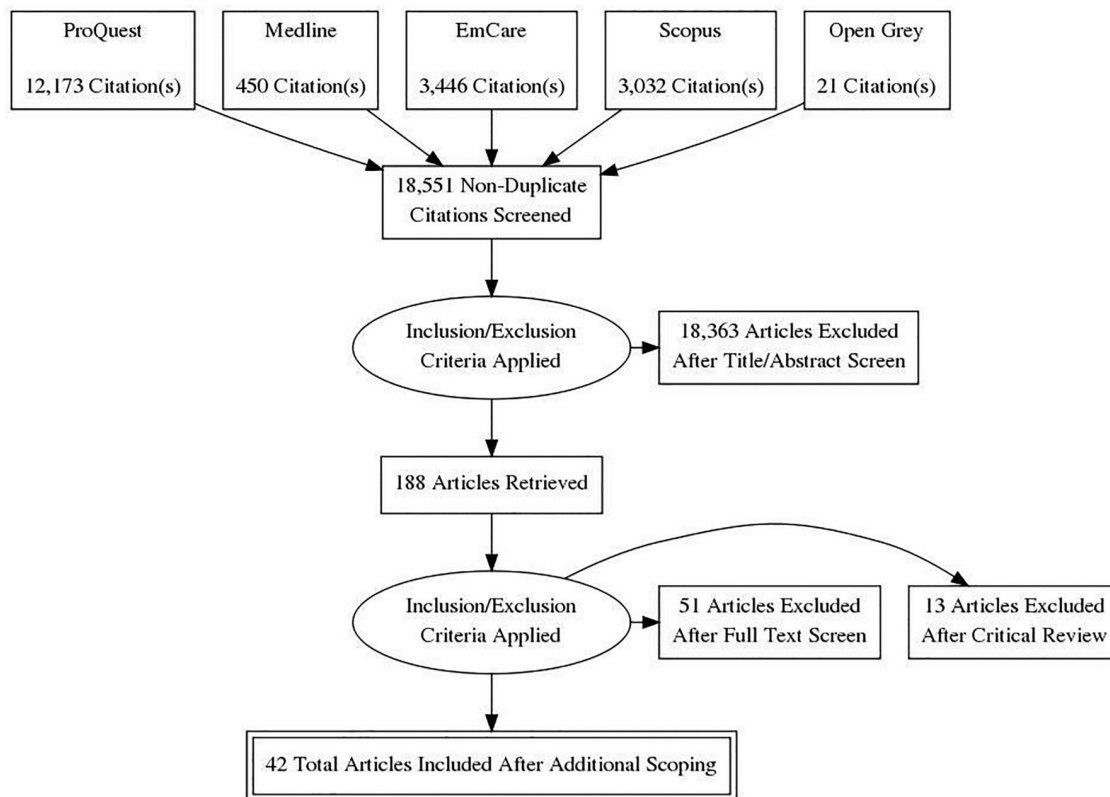 ProQuest
12,173 Citation(s)
Medline
450 Citation(s)
EmCare
3,446 Citation(s)
Scopus
3,032 Citation(s)
Open Grey
21 Citation(s)
18,551 Non-Duplicate
Citations Screened
Inclusion/Exclusion
Criteria Applied
18,363 Articles Excluded
After Title/Abstract Screen
188 Articles Retrieved
Inclusion/Exclusion
Criteria Applied
51 Articles Excluded
After Full Text Screen
13 Articles Excluded
After Critical Review
42 Total Articles Included After Additional Scoping